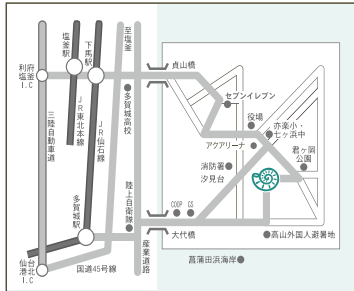 利府
塩釜
I.C
塩釜駅
下馬駅
至塩釜
貞山橋
セブンイレブン
役場
亦楽小・
七ヶ浜中
アクアリーナ
君ヶ岡
公園
消防署
汐見台
多賀城高校
JR東北本線
JR仙石線
三陸自動車道
陸上自衛隊
多賀城駅
COOP
GS
大代橋
高山外国人避暑地
仙台
港北
I.C
国道45号線
産業道路
菖蒲田浜海岸